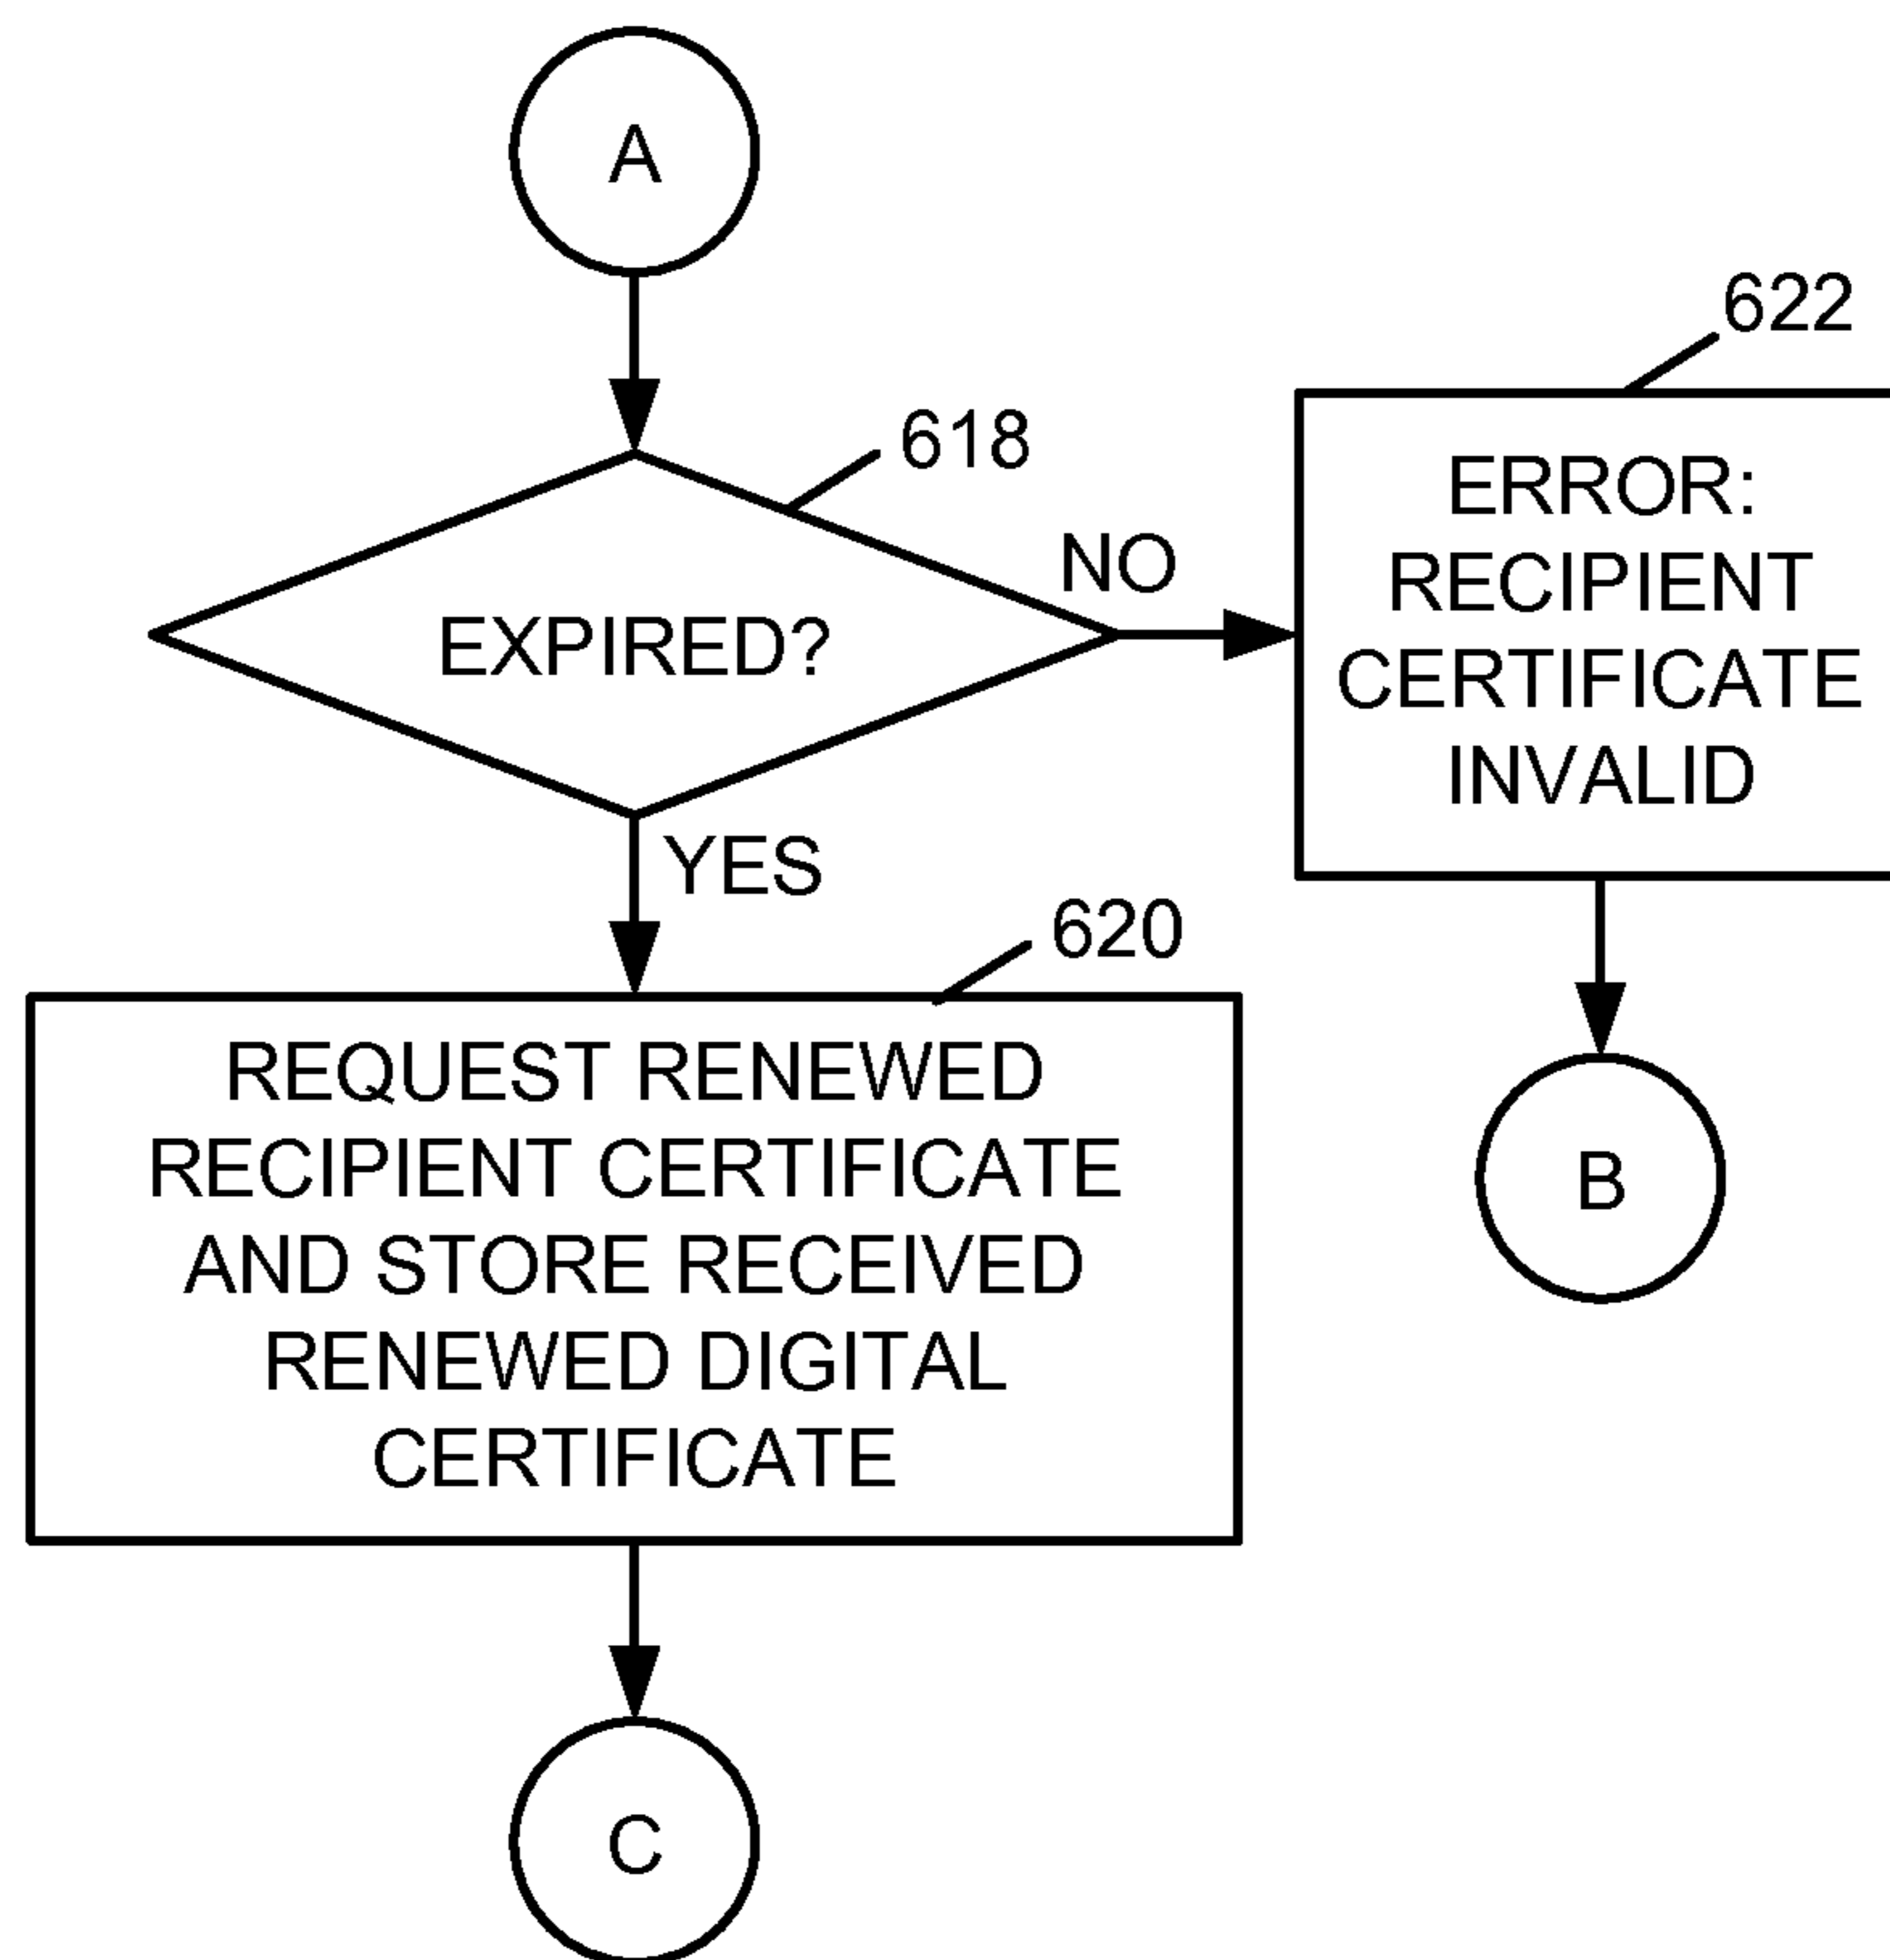 A
622
618
ERROR:
RECIPIENT
CERTIFICATE
INVALID
NO
EXPIRED?
YES
620
REQUEST RENEWED
RECIPIENT CERTIFICATE
AND STORE RECEIVED
RENEWED DIGITAL
CERTIFICATE
B
C